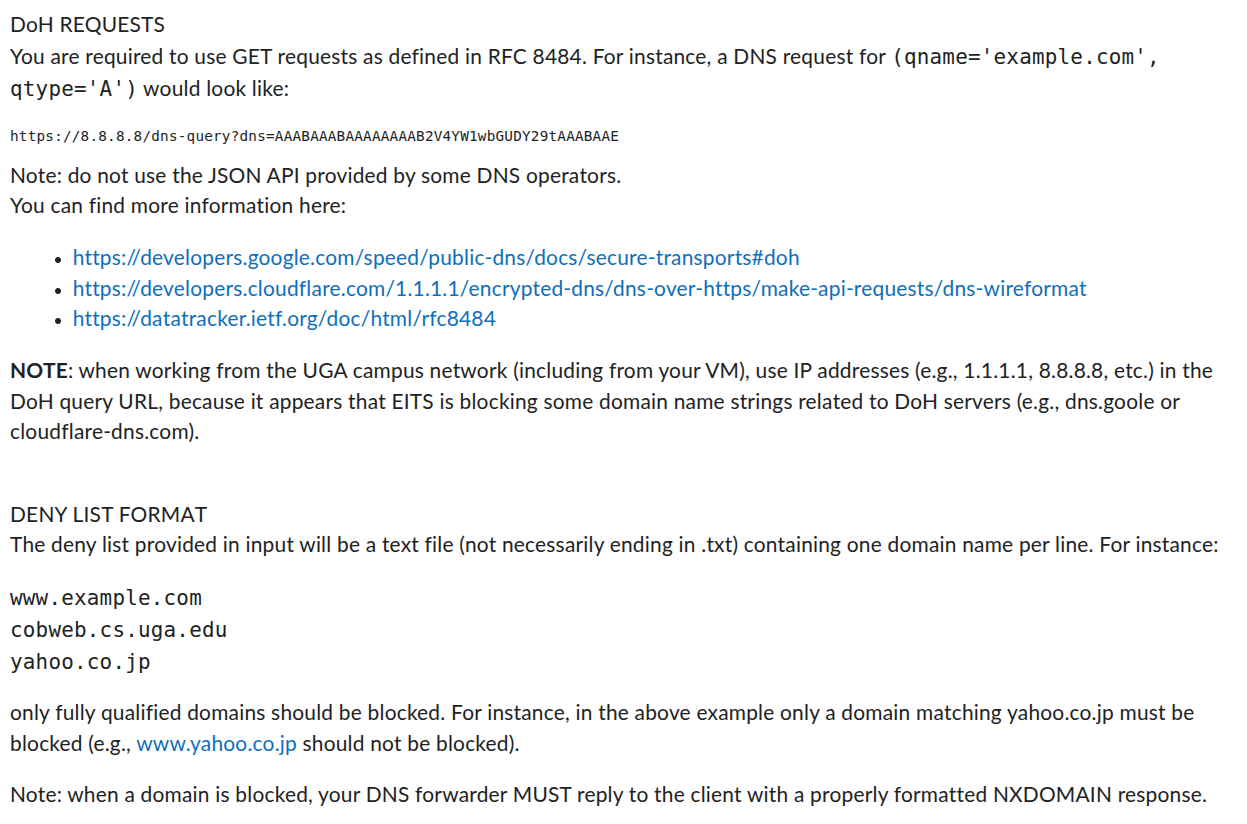 DoH REQUESTS
You are required to use GET requests as defined in RFC 8484. For instance, a DNS request for (qname='example.com',
qtype='A') would look like:
https://8.8.8.8/dns-query?dns=AAABAAABAAAAAAAAB2V4YW1wbGUDY29tAAABAAE
Note: do not use the JSON API provided by some DNS operators.
You can find more information here:
• https://developers.google.com/speed/public-dns/docs/secure-transports#doh
• https://developers.cloudflare.com/1.1.1.1/encrypted-dns/dns-over-https/make-api-requests/dns-wireformat
• https://datatracker.ietf.org/doc/html/rfc8484
NOTE: when working from the UGA campus network (including from your VM), use IP addresses (e.g., 1.1.1.1, 8.8.8.8, etc.) in the
DoH query URL, because it appears that EITS is blocking some domain name strings related to DoH servers (e.g., dns.goole or
cloudflare-dns.com).
DENY LIST FORMAT
The deny list provided in input will be a text file (not necessarily ending in .txt) containing one domain name per line. For instance:
www.example.com
cobweb.cs.uga.edu
yahoo.co.jp
only fully qualified domains should be blocked. For instance, in the above example only a domain matching yahoo.co.jp must be
blocked (e.g., www.yahoo.co.jp should not be blocked).
Note: when a domain is blocked, your DNS forwarder MUST reply to the client with a properly formatted NXDOMAIN response.